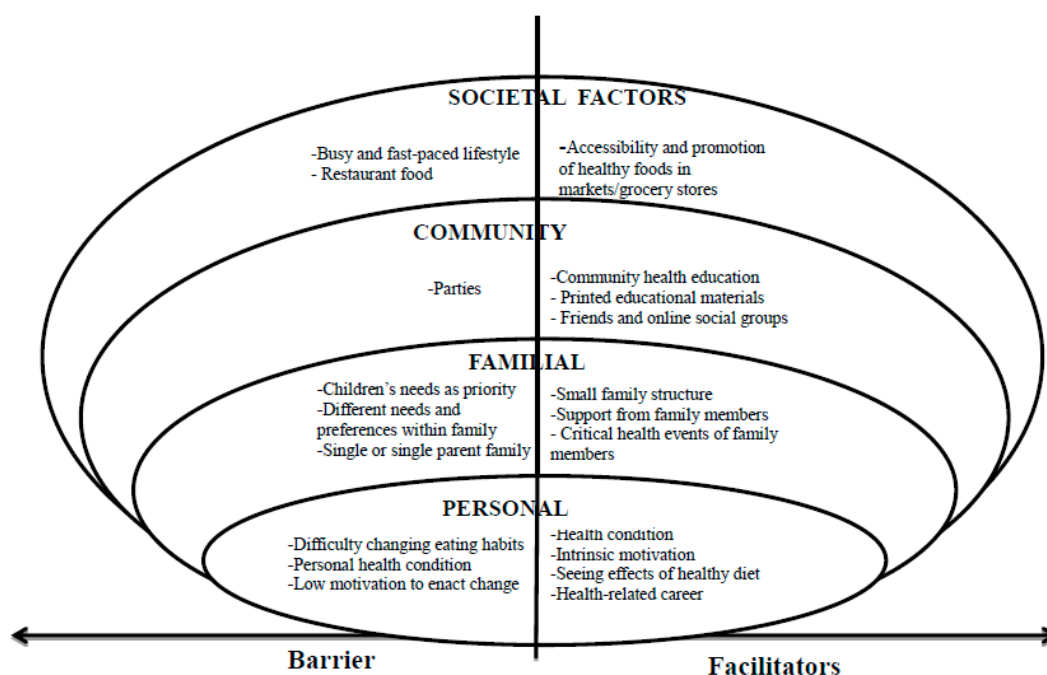 SOCIETAL FACTORS
-Busy and fast-paced lifestyle
- Restaurant food
-Accessibility and promotion
of healthy foods in
markets/grocery stores
COMMUNITY
-Parties
-Community health education
- Printed educational materials
- Friends and online social groups
FAMILIAL
-Children's needs as priority
-Different needs and
preferences within family
-Single or single parent family
-Small family structure
-Support from family members
- Critical health events of family
members
PERSONAL
-Difficulty changing eating habits
-Personal health condition
-Low motivation to enact change
-Health condition
-Intrinsic motivation
-Seeing effects of healthy diet
-Health-related career
Barrier
Facilitators